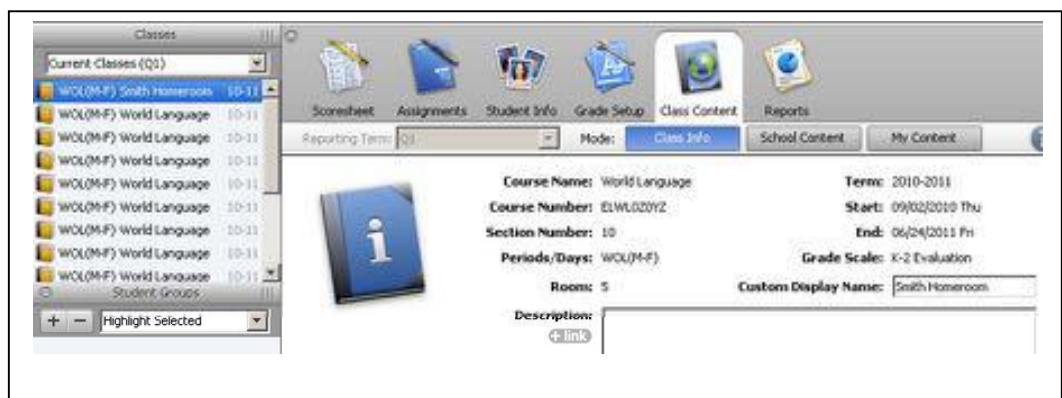 Classes
Current Classes (Q1)
WOL(M-F) Smith Homeroom 10-11
WOL(M-F) World Language 10-11
WOL(M-F) World Language 10-11
WOL(M-F) World Language 10-11
WOL(M-F) World Language 10-11
WOL(M-F) World Language 10-11
WOL(M-F) World Language 10-11
WOL(M-F) World Language 10-11
WOL(M-F) World Language 10-11
Student Groups
+ − Highlight Selected
Scoresheet Assignments Student Info Grade Setup Class Content Reports
Reporting Term: Q1 Mode: Class Info School Content My Content
i
Course Name: World Language Term: 2010-2011
Course Number: Start: 09/02/2010 Thu
Section Number: 10 End: 06/24/2011 Fri
Periods/Days: WOL(M-F) Grade Scale: K-2 Evaluation
Room: 5 Custom Display Name: Smith Homeroom
Description:
+ link